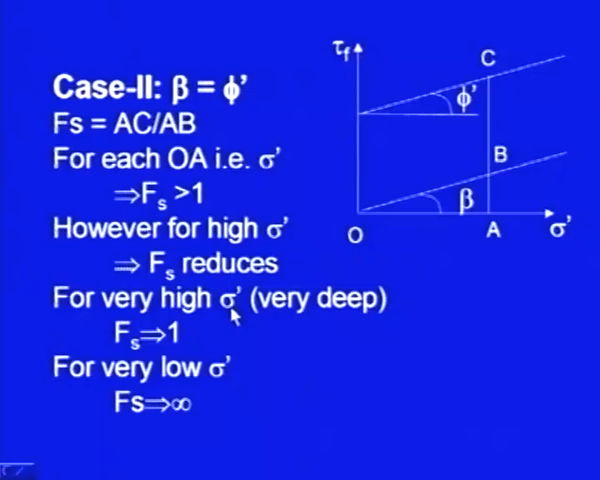 Case-II: β = ϕ'
Fs = AC/AB
For each OA i.e. σ'
⇒Fs >1
However for high σ'
⇒ Fs reduces
For very high σ' (very deep)
Fs⇒1
For very low σ'
Fs⇒∞
τf
C
ϕ'
B
β
O
A
σ'